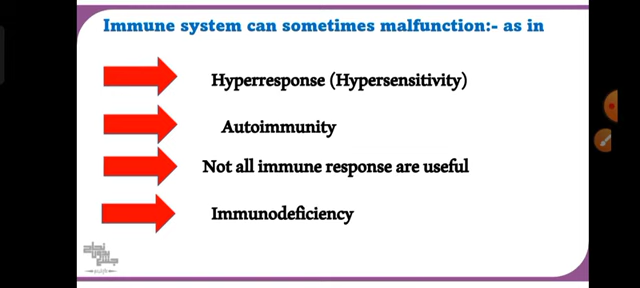 Immune system can sometimes malfunction:- as in
Hyperresponse (Hypersensitivity)
Autoimmunity
Not all immune response are useful
Immunodeficiency